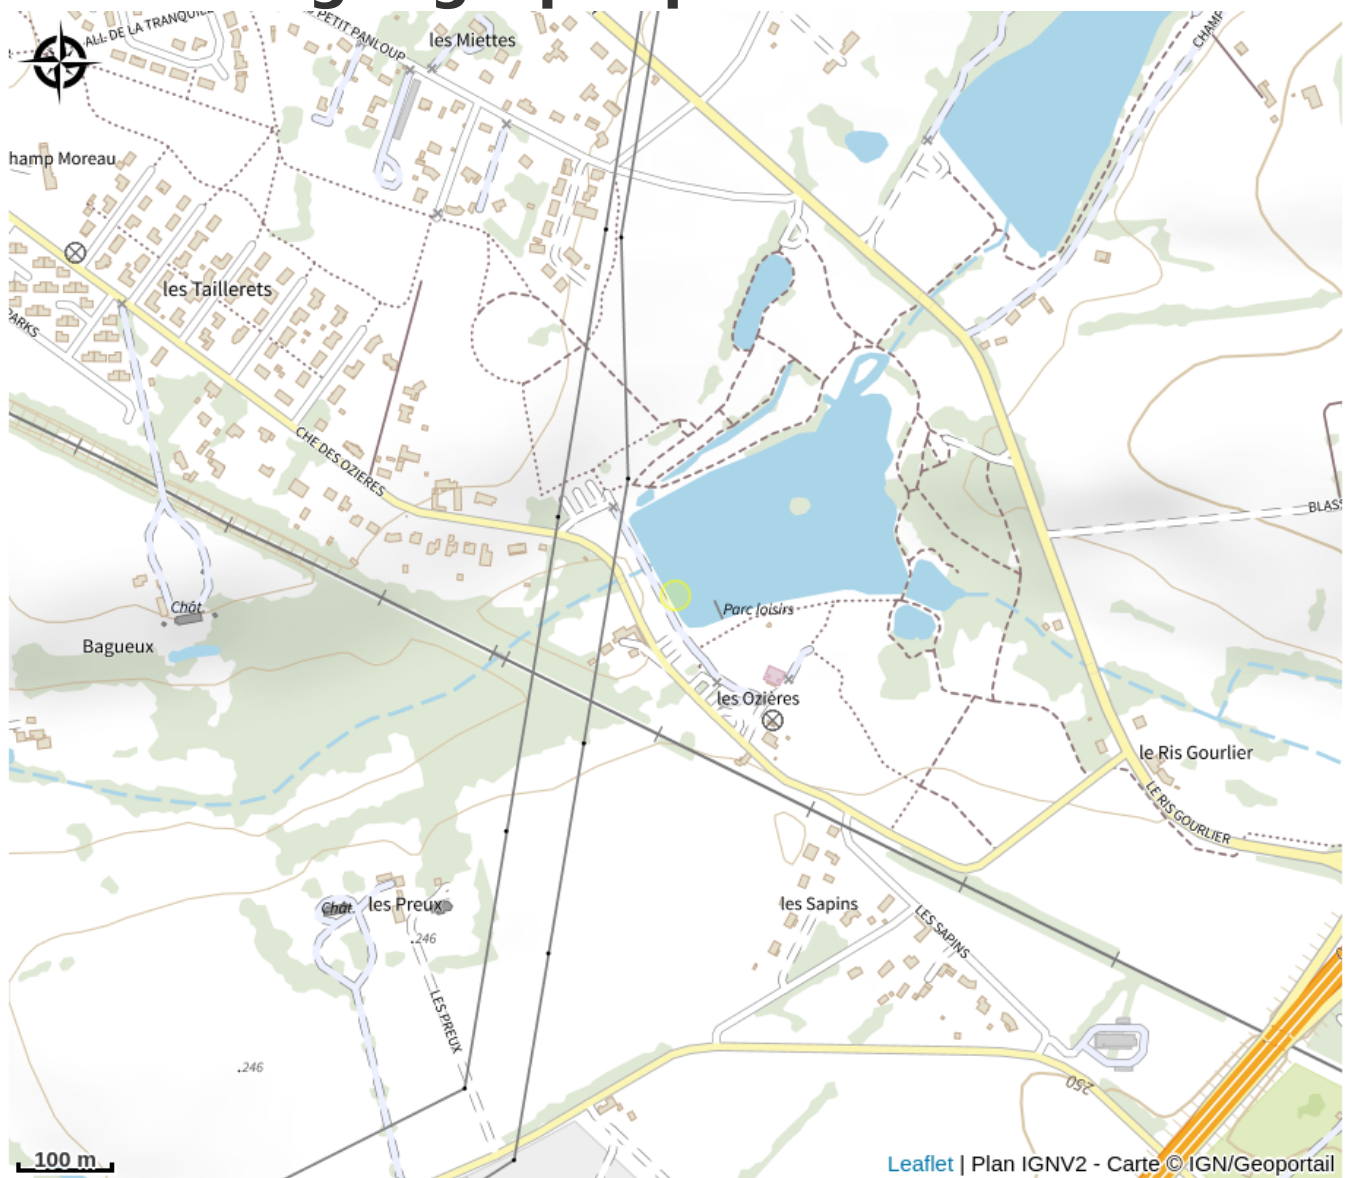 ALL. DE LA TRANQUIL
PETIT PANLOUP
les Miettes
CHAMP
hamp Moreau
les Taillerets
PARKS
CHE DES OZIERES
BLAS
Chât.
Bagueux
Parc loisirs
les Ozières
le Ris Gourlier
LE RIS GOURLIER
Chât.
les Preux
.246
les Sapins
LES SAPINS
LES PREUX
.246
250
100 m
Leaflet | Plan IGNV2 - Carte © IGN/Geoportail